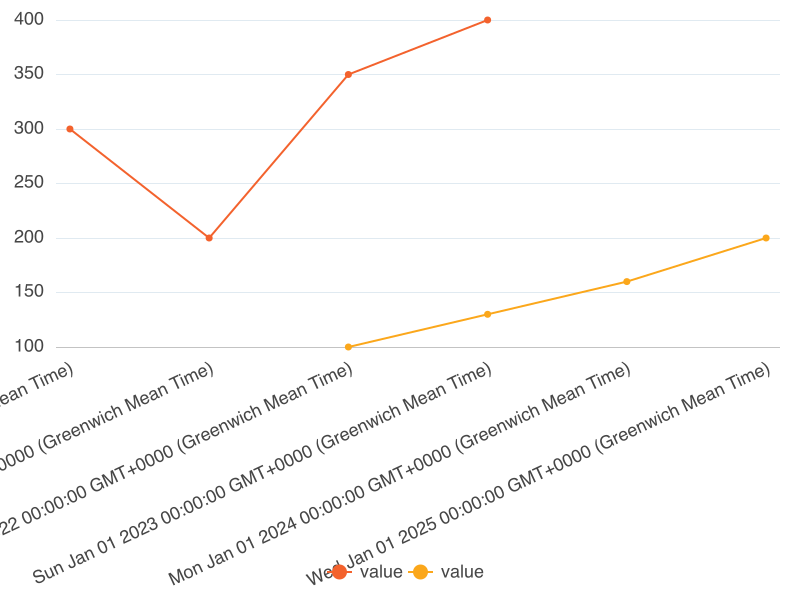 400
350
300
250
200
150
100
ean Time)
0000 (Greenwich Mean Time)
22 00:00:00 GMT+0000 (Greenwich Mean Time)
Sun Jan 01 2023 00:00:00 GMT+0000 (Greenwich Mean Time)
Mon Jan 01 2024 00:00:00 GMT+0000 (Greenwich Mean Time)
Wed Jan 01 2025 00:00:00 GMT+0000 (Greenwich Mean Time)
value value